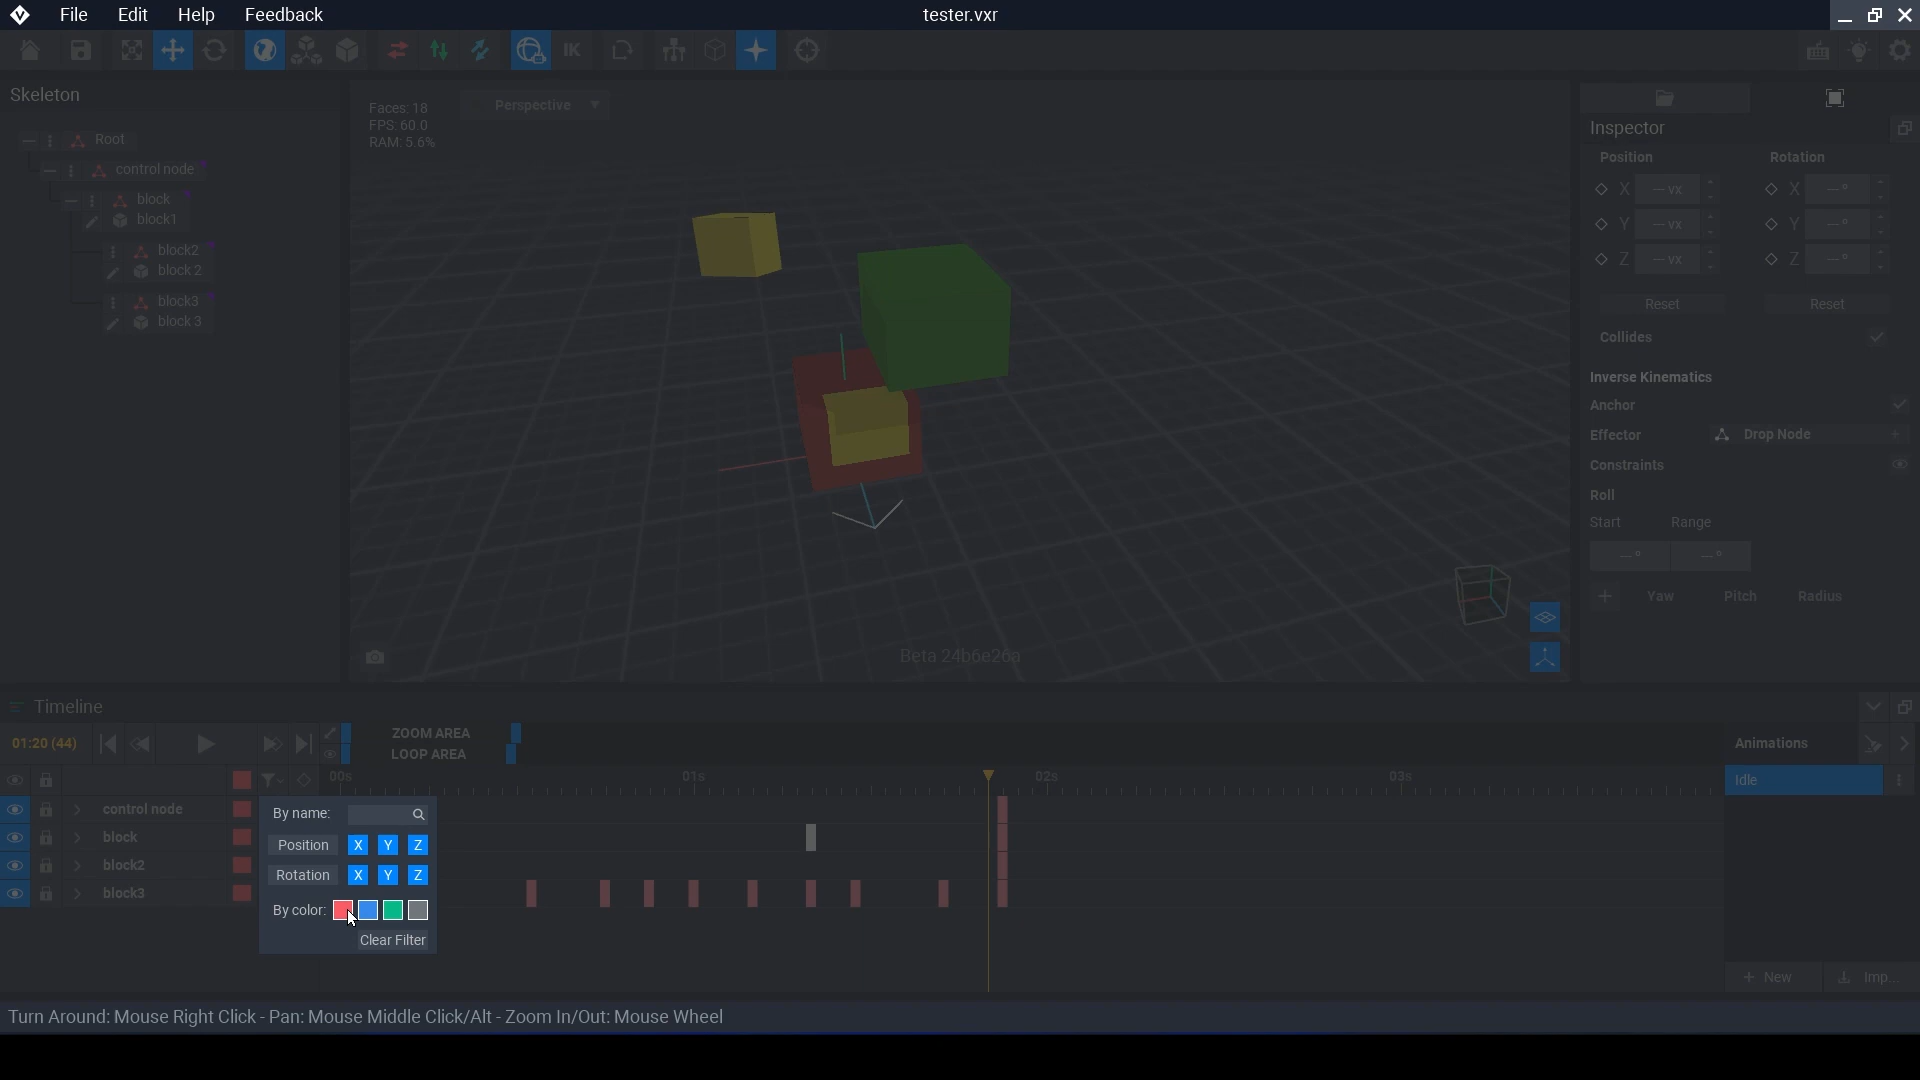 File Edit Help Feedback
tester.vxr
IK
Skeleton
Root
control node
block
block1
block2
block 2
block3
block 3
Faces: 18
FPS: 60.0
RAM: 5.6%
Perspective
Beta 24b6e26a
Inspector
Position Rotation
X --- vx X --- °
Y --- vx Y --- °
Z --- vx Z --- °
Reset Reset
Collides
Inverse Kinematics
Anchor
Effector Drop Node +
Constraints
Roll
Start Range
--- ° --- °
+ Yaw Pitch Radius
Timeline
01:20 (44)
ZOOM AREA
LOOP AREA
00s 01s 02s 03s
control node
block
block2
block3
By name:
Position X Y Z
Rotation X Y Z
By color:
Clear Filter
Animations
Idle
+ New Imp...
Turn Around: Mouse Right Click - Pan: Mouse Middle Click/Alt - Zoom In/Out: Mouse Wheel